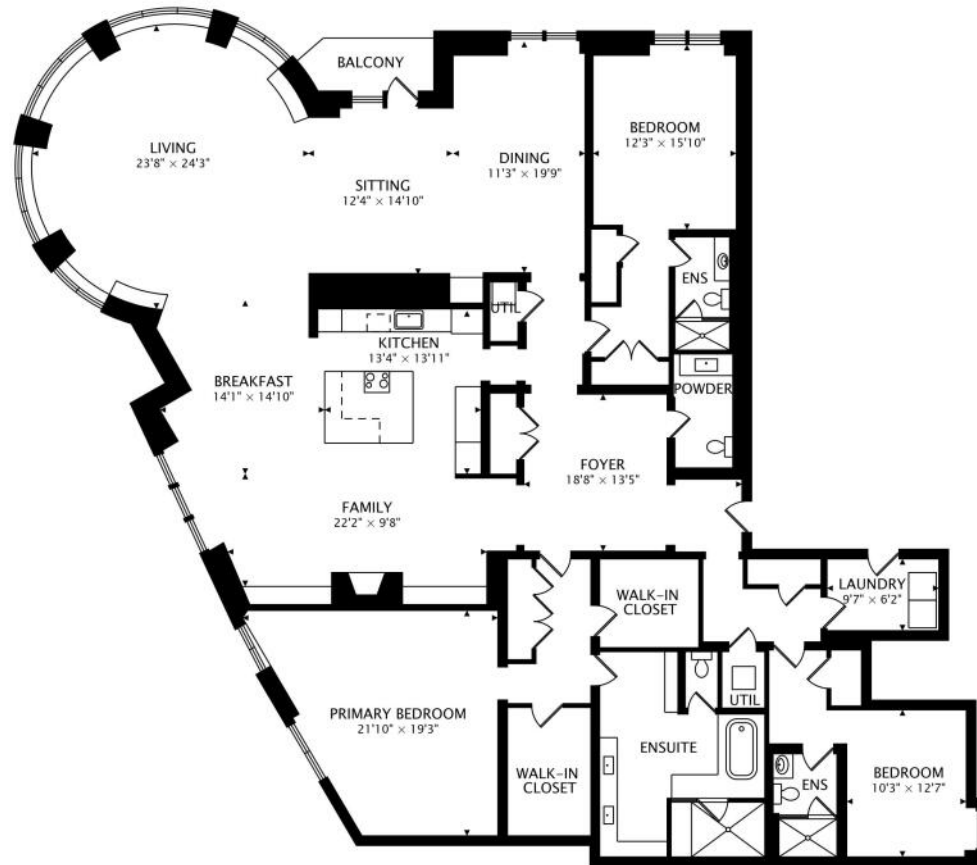 BALCONY
LIVING
23'8" × 24'3"
SITTING
12'4" × 14'10"
DINING
11'3" × 19'9"
BEDROOM
12'3" × 15'10"
ENS
UTIL
KITCHEN
13'4" × 13'11"
BREAKFAST
14'1" × 14'10"
POWDER
FOYER
18'8" × 13'5"
FAMILY
22'2" × 9'8"
WALK-IN
CLOSET
LAUNDRY
9'7" × 6'2"
PRIMARY BEDROOM
21'10" × 19'3"
UTIL
ENSUITE
WALK-IN
CLOSET
ENS
BEDROOM
10'3" × 12'7"